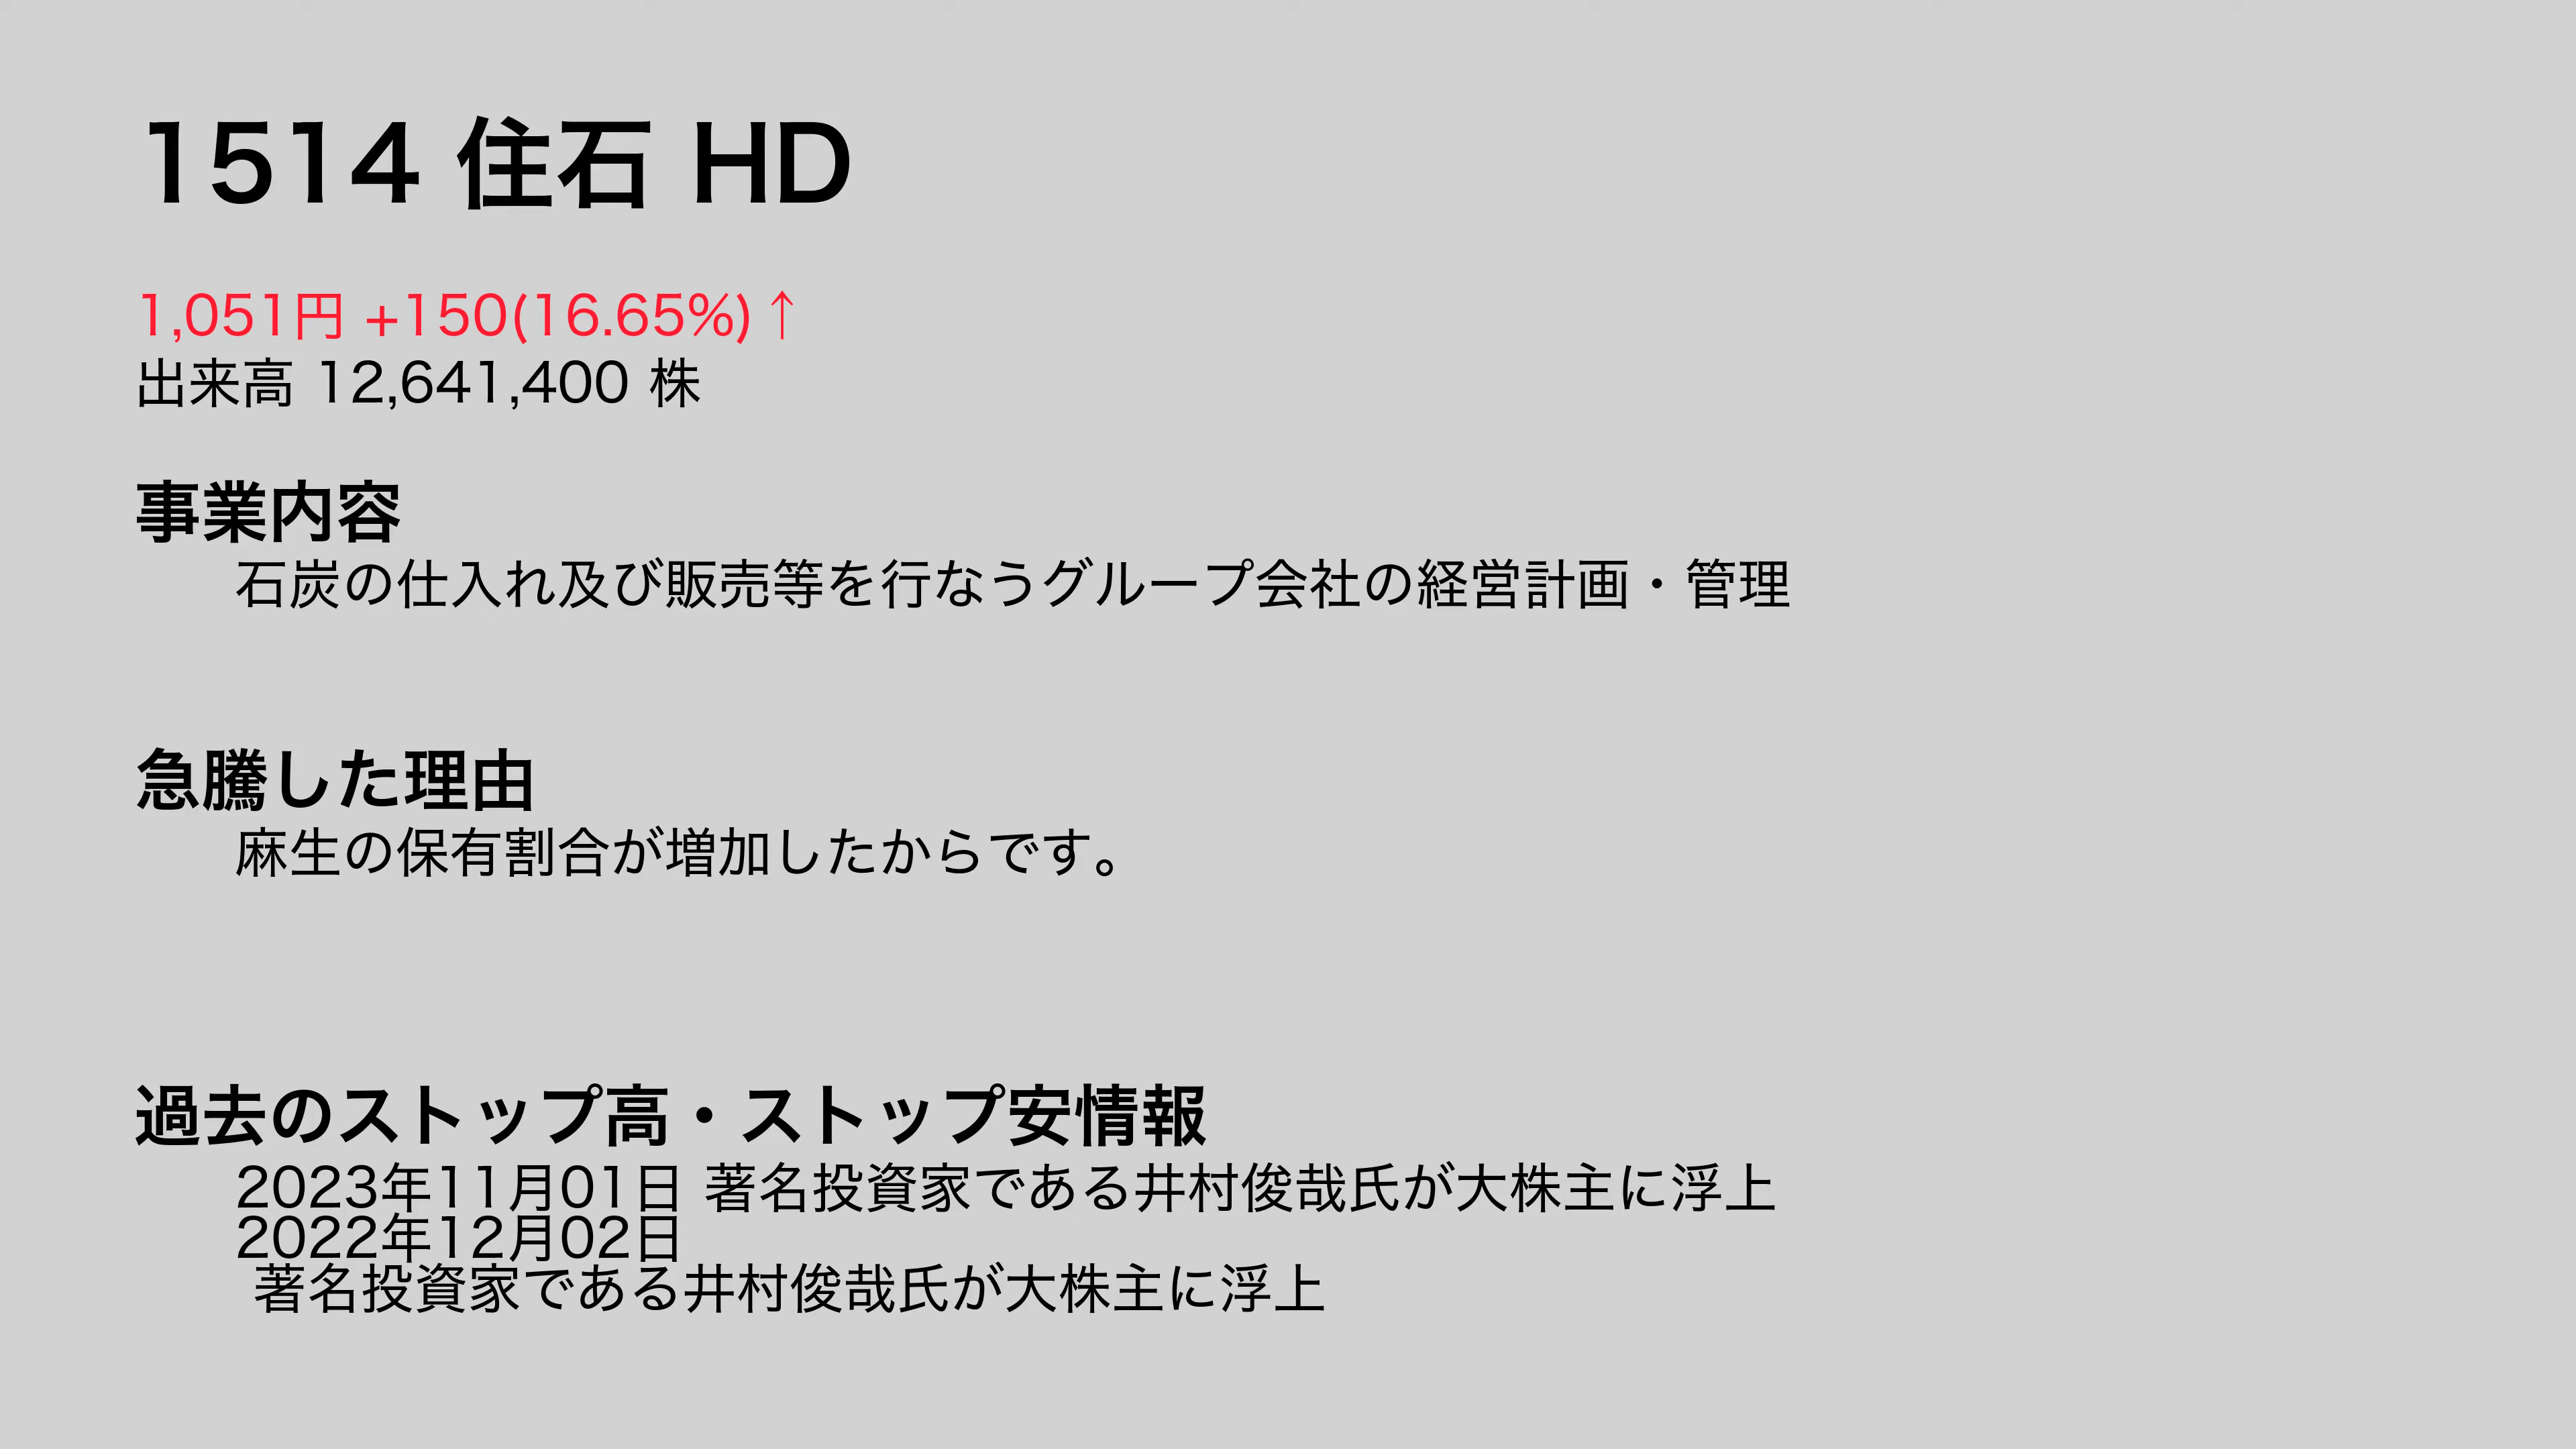 1514 住石 HD
1,051円 +150(16.65%)↑
出来高 12,641,400 株
事業内容
石炭の仕入れ及び販売等を行なうグループ会社の経営計画・管理
急騰した理由
麻生の保有割合が増加したからです。
過去のストップ高・ストップ安情報
2023年11月01日 著名投資家である井村俊哉氏が大株主に浮上
2022年12月02日
著名投資家である井村俊哉氏が大株主に浮上